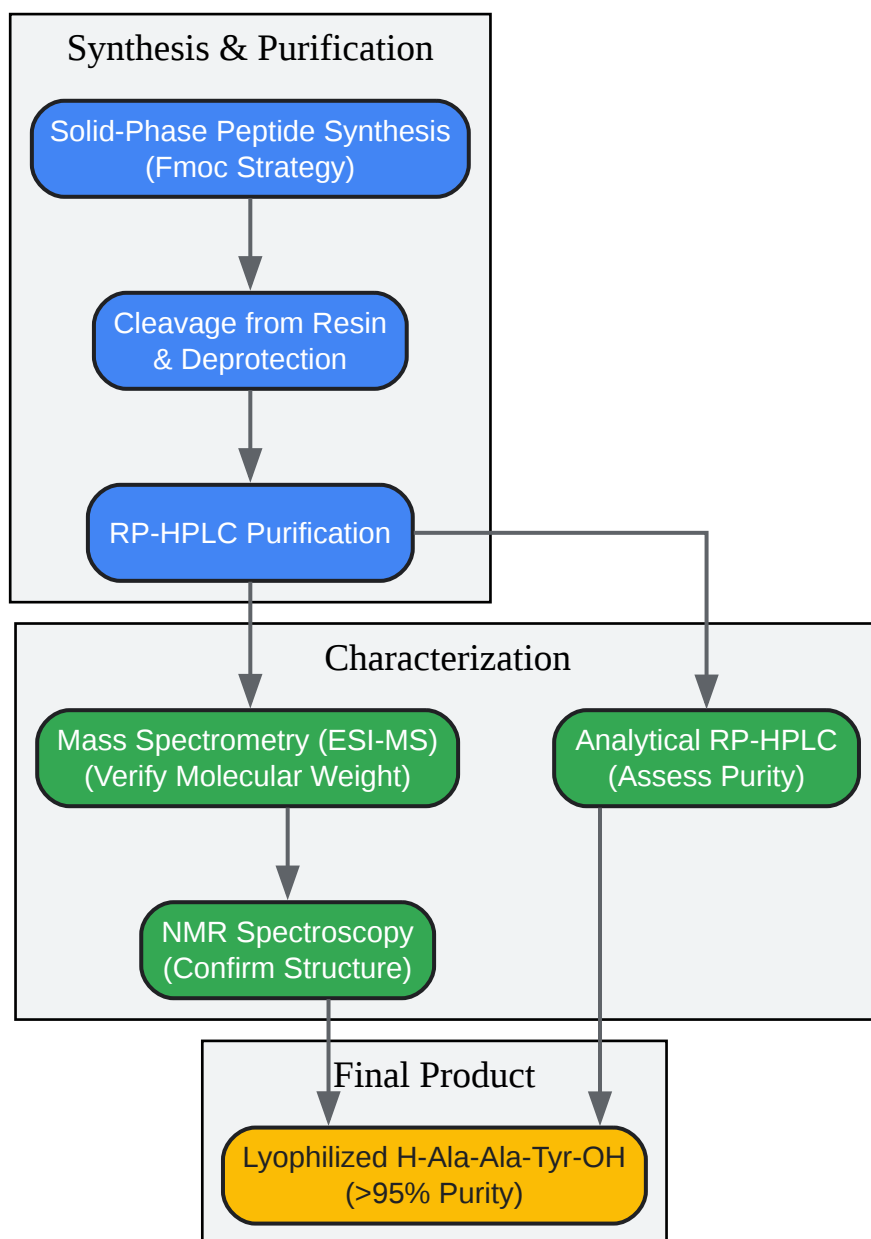 Synthesis & Purification
Solid-Phase Peptide Synthesis
(Fmoc Strategy)
Cleavage from Resin
& Deprotection
RP-HPLC Purification
Characterization
Mass Spectrometry (ESI-MS)
(Verify Molecular Weight)
Analytical RP-HPLC
(Assess Purity)
NMR Spectroscopy
(Confirm Structure)
Final Product
Lyophilized H-Ala-Ala-Tyr-OH
(>95% Purity)